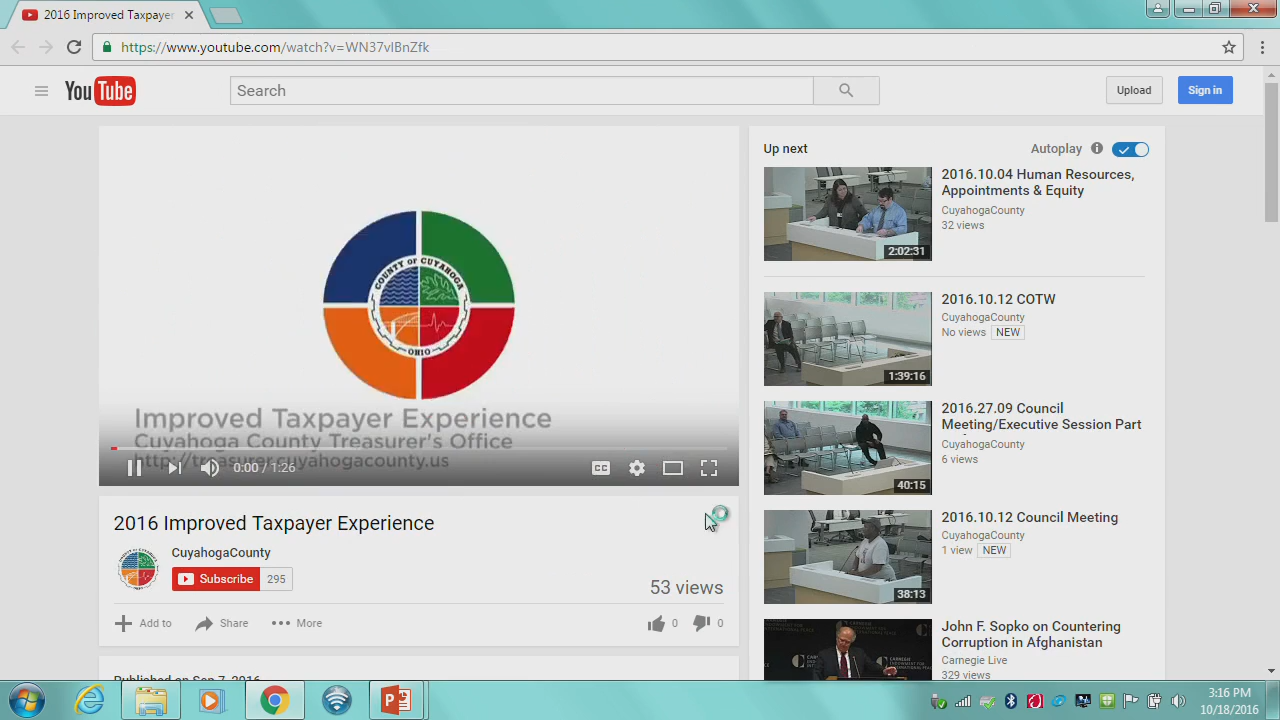 2016 Improved Taxpayer
https://www.youtube.com/watch?v=WN37vlBnZfk
YouTube
Search
Upload
Sign in
COUNTY OF CUYAHOGA
OHIO
Improved Taxpayer Experience
Cuyahoga County Treasurer's Office
0:00 / 1:26
CC
2016 Improved Taxpayer Experience
CuyahogaCounty
Subscribe 295
53 views
Add to
Share
More
0
0
Up next
Autoplay
2016.10.04 Human Resources,
Appointments & Equity
CuyahogaCounty
32 views
2:02:31
2016.10.12 COTW
CuyahogaCounty
No views NEW
1:39:16
2016.27.09 Council
Meeting/Executive Session Part
CuyahogaCounty
6 views
40:15
2016.10.12 Council Meeting
CuyahogaCounty
1 view NEW
38:13
John F. Sopko on Countering
Corruption in Afghanistan
Carnegie Live
329 views
3:16 PM
10/18/2016